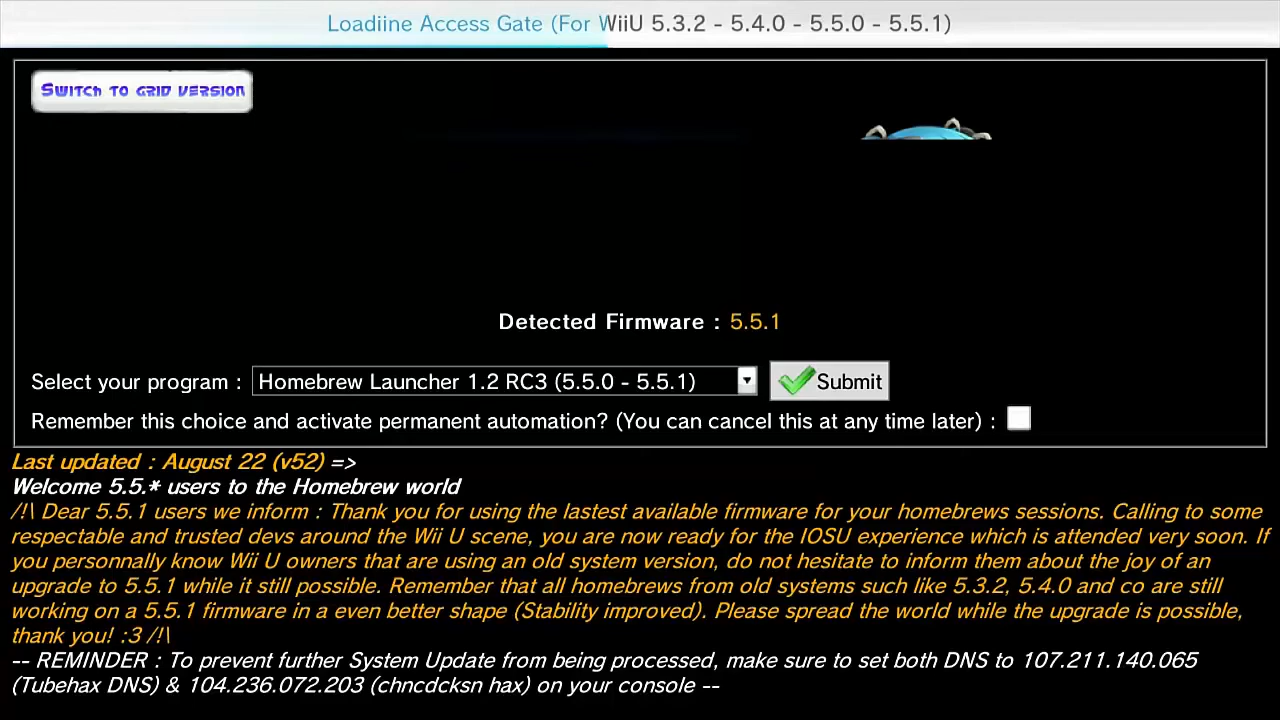 Loadiine Access Gate (For WiiU 5.3.2 - 5.4.0 - 5.5.0 - 5.5.1)
Switch to grid version
Detected Firmware : 5.5.1
Select your program : Homebrew Launcher 1.2 RC3 (5.5.0 - 5.5.1) Submit
Remember this choice and activate permanent automation? (You can cancel this at any time later) :
Last updated : August 22 (v52) =>
Welcome 5.5.* users to the Homebrew world
/!\ Dear 5.5.1 users we inform : Thank you for using the lastest available firmware for your homebrews sessions. Calling to some
respectable and trusted devs around the Wii U scene, you are now ready for the IOSU experience which is attended very soon. If
you personnally know Wii U owners that are using an old system version, do not hesitate to inform them about the joy of an
upgrade to 5.5.1 while it still possible. Remember that all homebrews from old systems such like 5.3.2, 5.4.0 and co are still
working on a 5.5.1 firmware in a even better shape (Stability improved). Please spread the world while the upgrade is possible,
thank you! :3 /!\
-- REMINDER : To prevent further System Update from being processed, make sure to set both DNS to 107.211.140.065
(Tubehax DNS) & 104.236.072.203 (chncdcksn hax) on your console --